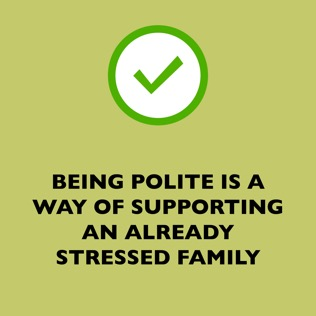 BEING POLITE IS A
WAY OF SUPPORTING
AN ALREADY
STRESSED FAMILY